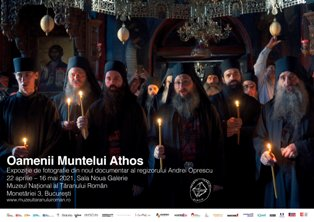 Oamenii Muntelui Athos
Expoziție de fotografie din noul documentar al regizorului Andrei Oprescu
22 aprilie – 16 mai 2021, Sala Noua Galerie
Muzeul Național al Țăranului Român
Monetăriei 3, București
www.muzeultaranuluiroman.ro